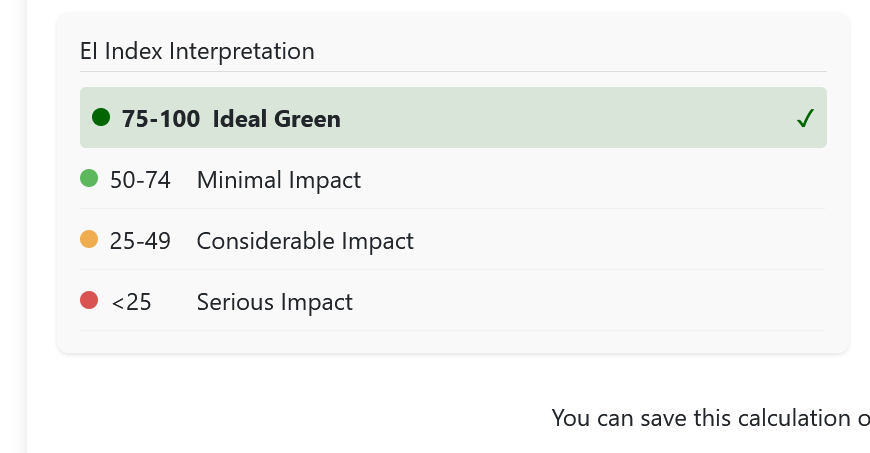 EI Index Interpretation
75-100 Ideal Green ✓
50-74 Minimal Impact
25-49 Considerable Impact
<25 Serious Impact
You can save this calculation o